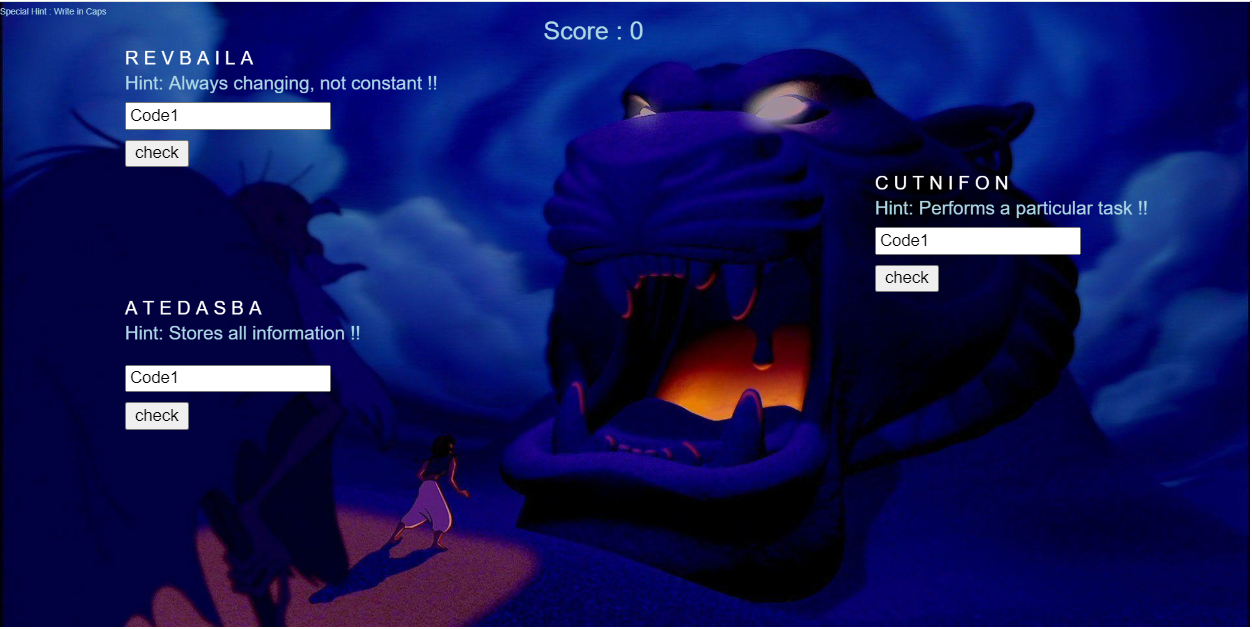 Special Hint : Write in Caps
Score : 0
R E V B A I L A
Hint: Always changing, not constant !!
Code1
check
C U T N I F O N
Hint: Performs a particular task !!
Code1
check
A T E D A S B A
Hint: Stores all information !!
Code1
check